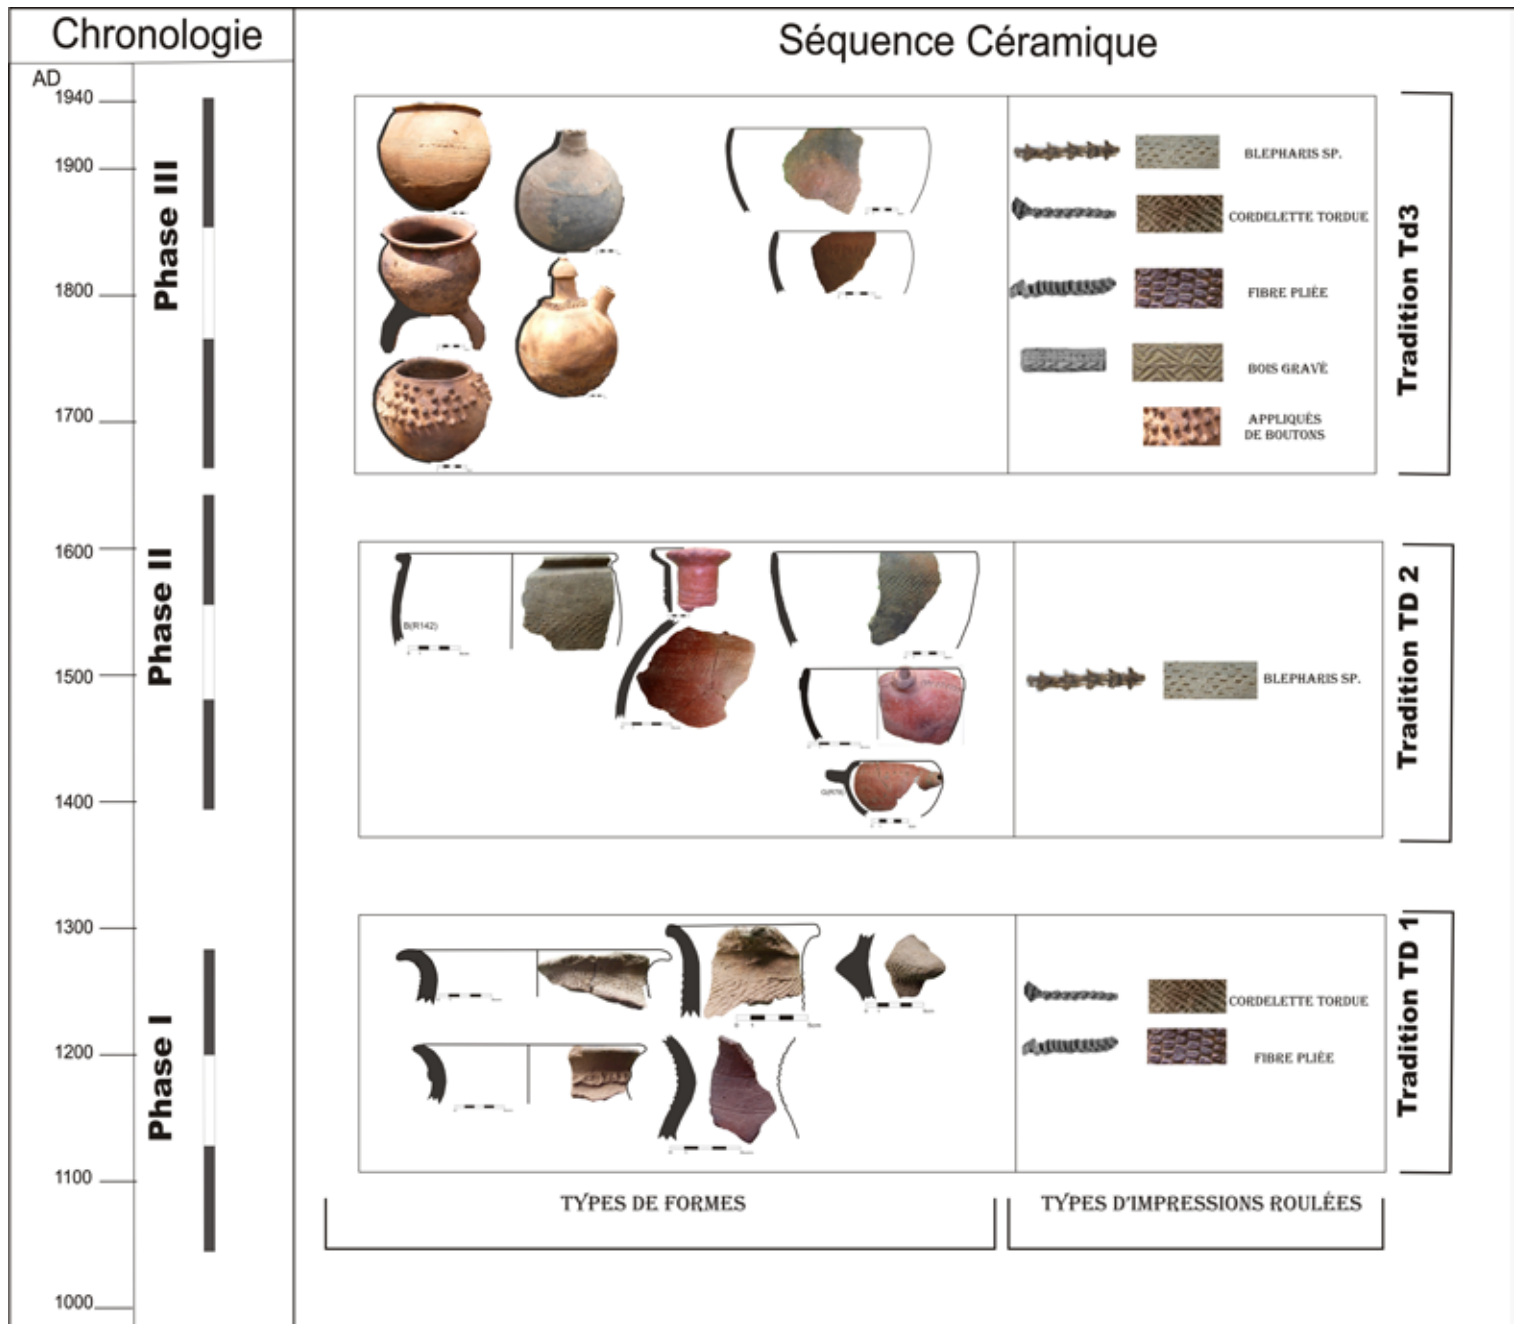 Chronologie
Séquence Céramique
AD
1940
1900
1800
1700
1600
1500
1400
1300
1200
1100
1000
Phase III
Phase II
Phase I
BLEPHARIS SP.
CORDELETTE TORDUE
FIBRE PLIÉE
BOIS GRAVÉ
APPLIQUÉS
DE BOUTONS
Tradition Td3
B(R142)
G(R78)
BLEPHARIS SP.
Tradition TD 2
CORDELETTE TORDUE
FIBRE PLIÉE
Tradition TD 1
TYPES DE FORMES
TYPES D'IMPRESSIONS ROULÉES